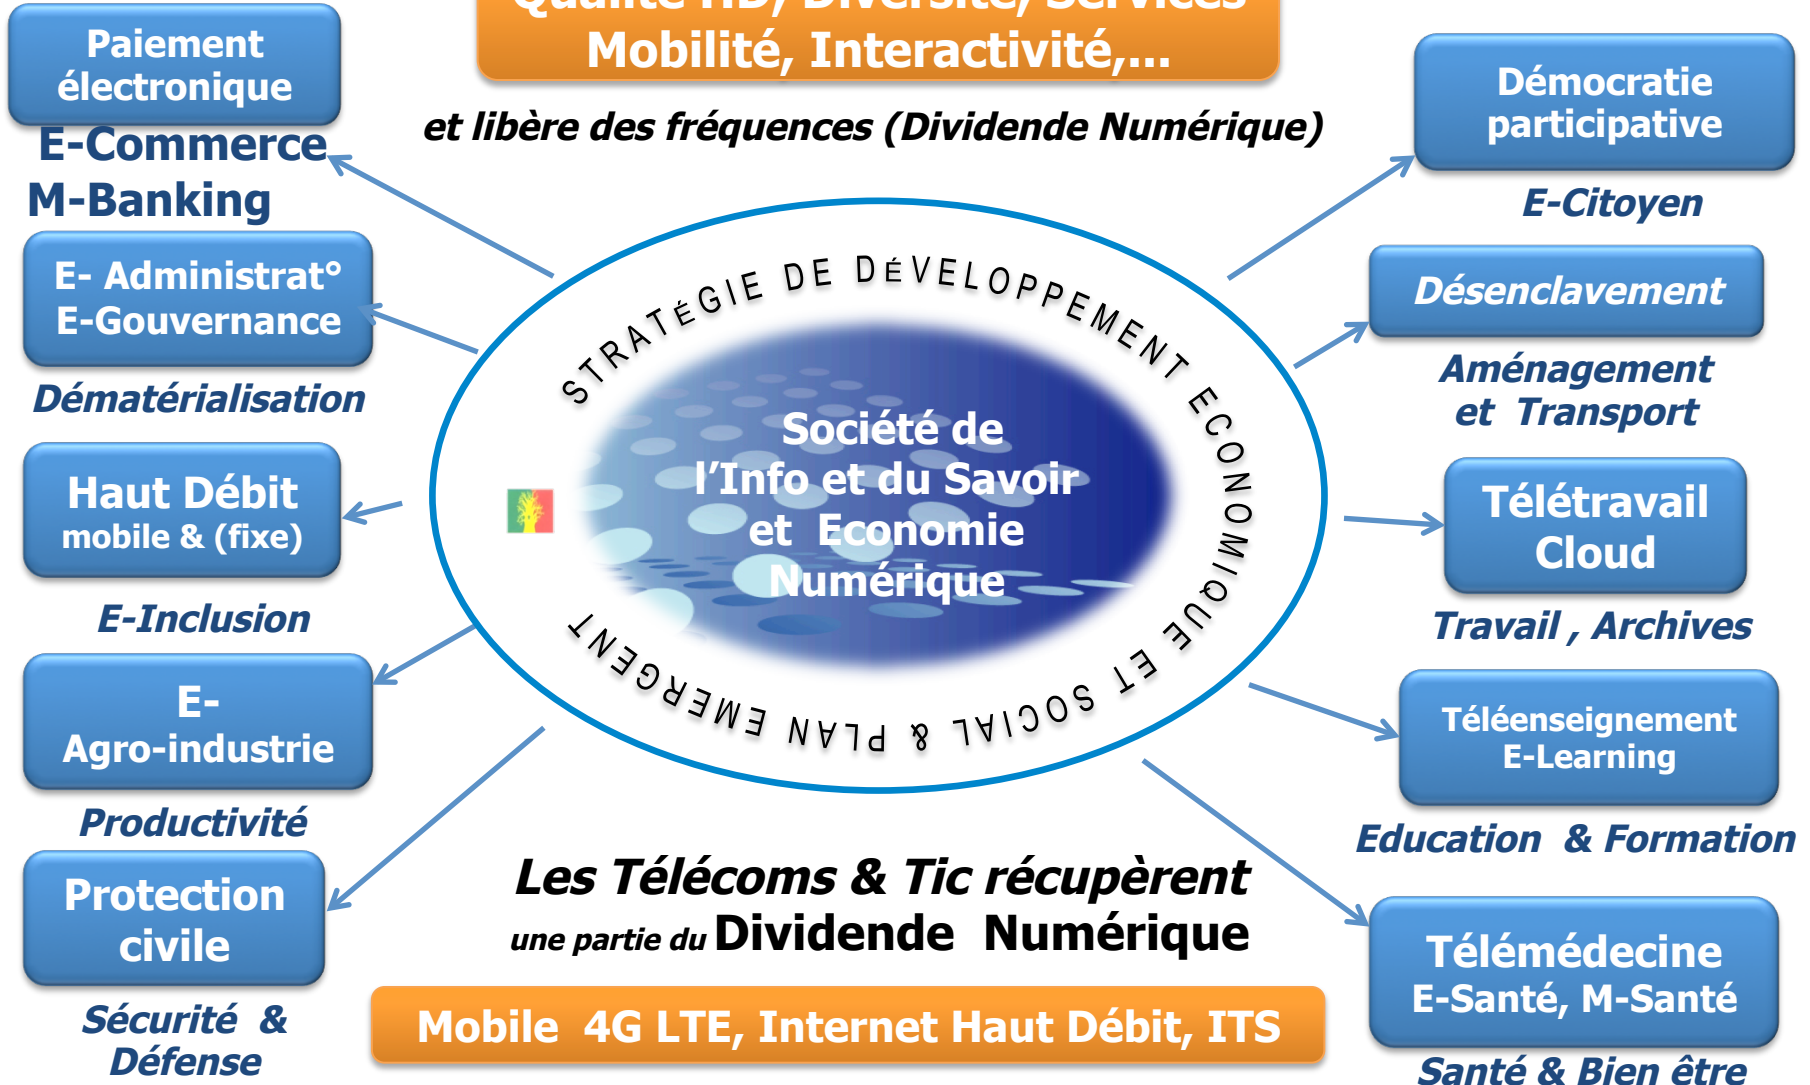 Qualité HD, Diversité, Services
Mobilité, Interactivité,...
et libère des fréquences (Dividende Numérique)
Paiement
électronique
E-Commerce
M-Banking
E- Administrat°
E-Gouvernance
Dématérialisation
Haut Débit
mobile & (fixe)
E-Inclusion
E-
Agro-industrie
Productivité
Protection
civile
Sécurité &
Défense
STRATÉGIE DE DÉVELOPPEMENT ECONOMIQUE ET SOCIAL & PLAN EMERGENT
Société de
l’Info et du Savoir
et Economie
Numérique
Démocratie
participative
E-Citoyen
Désenclavement
Aménagement
et Transport
Télétravail
Cloud
Travail , Archives
Téléenseignement
E-Learning
Education & Formation
Télémédecine
E-Santé, M-Santé
Santé & Bien être
Les Télécoms & Tic récupèrent
une partie du Dividende Numérique
Mobile 4G LTE, Internet Haut Débit, ITS